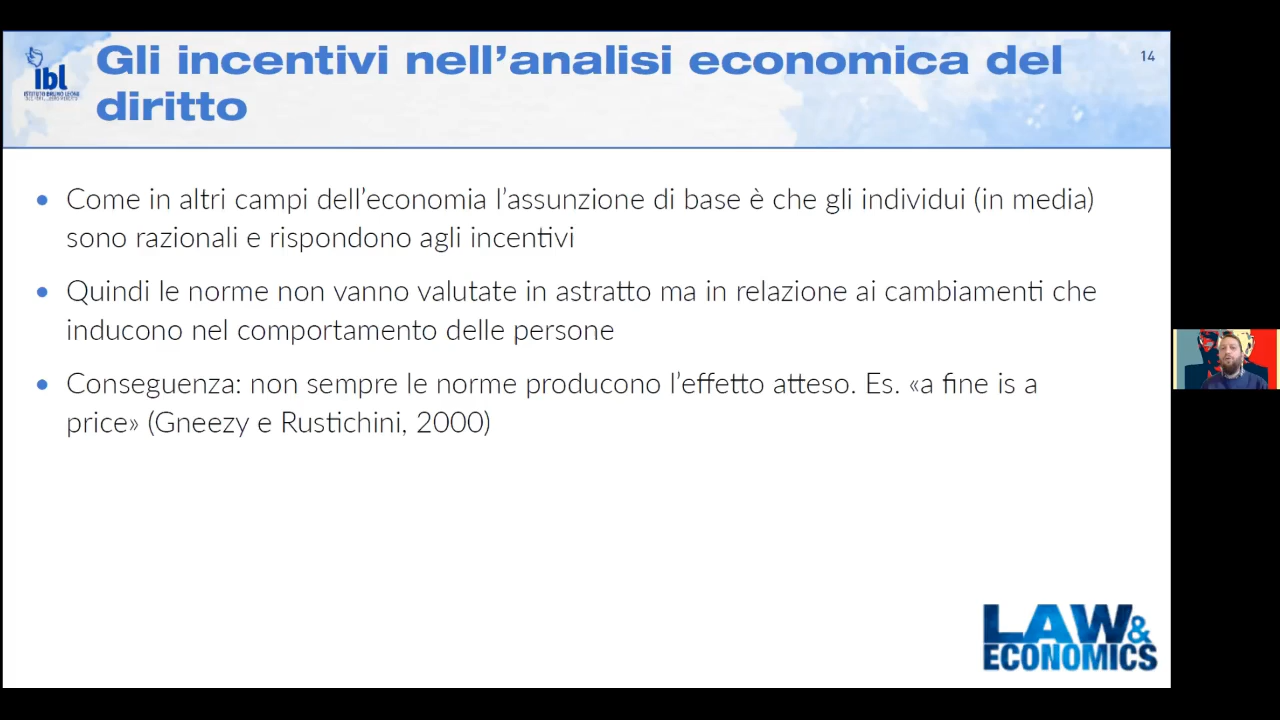 Gli incentivi nell'analisi economica del
diritto
14
ibl
ISTITUTO BRUNO LEONI
Come in altri campi dell'economia l'assunzione di base è che gli individui (in media)
sono razionali e rispondono agli incentivi
Quindi le norme non vanno valutate in astratto ma in relazione ai cambiamenti che
inducono nel comportamento delle persone
Conseguenza: non sempre le norme producono l'effetto atteso. Es. «a fine is a
price» (Gneezy e Rustichini, 2000)
LAW &
ECONOMICS